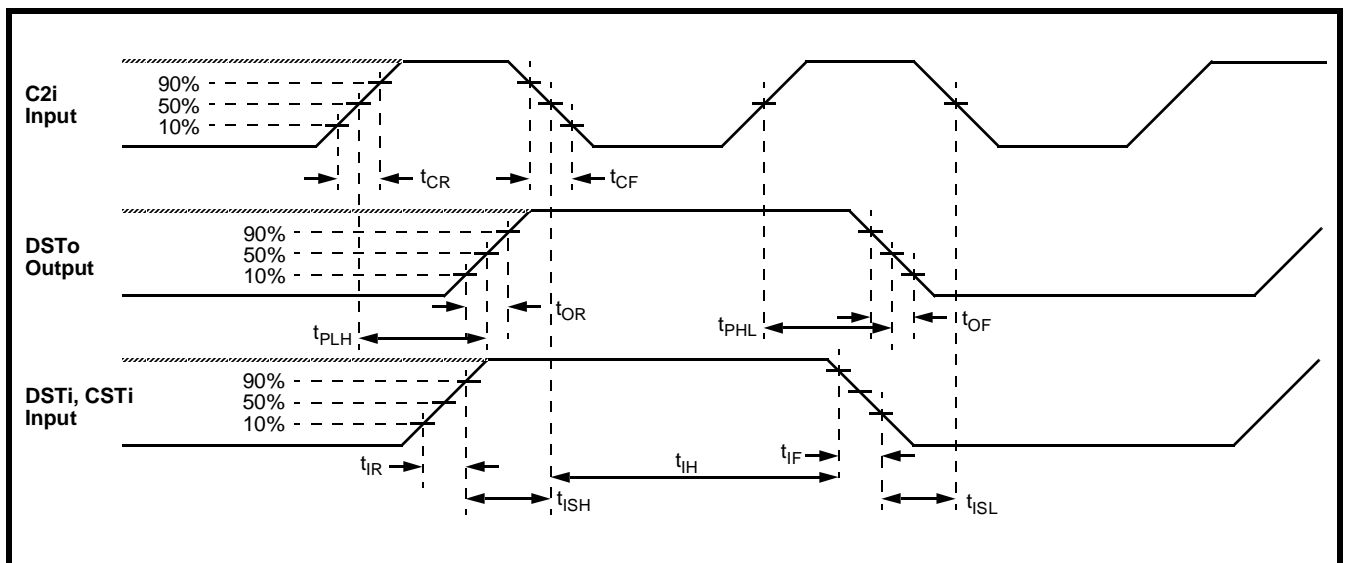 C2i
Input
90%
50%
10%
tCR
tCF
DSTo
Output
90%
50%
10%
tOR
tPLH
tPHL
tOF
DSTi, CSTi
Input
90%
50%
10%
tIR
tISH
tIH
tIF
tISL